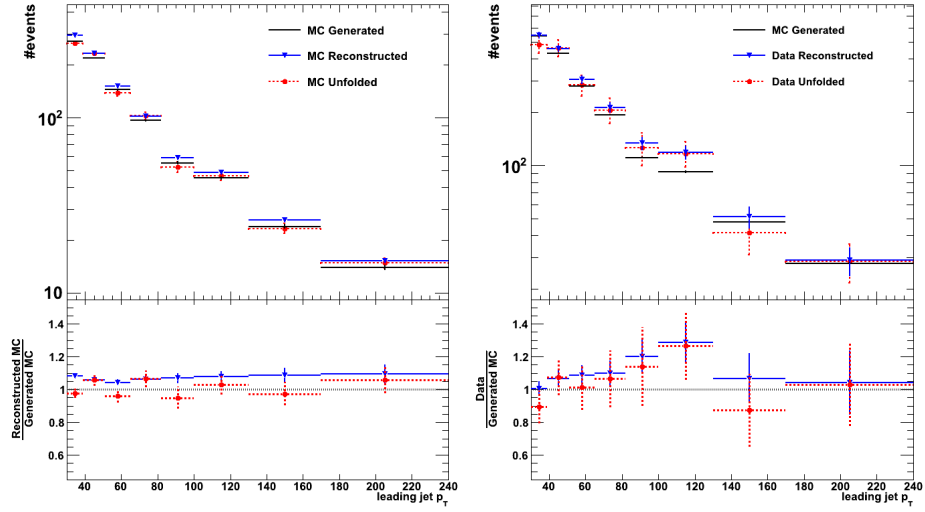 #events
MC Generated
MC Reconstructed
MC Unfolded
10²
10
Reconstructed MC
Generated MC
1.4
1.2
1
0.8
0.6
40 60 80 100 120 140 160 180 200 220 240
leading jet p_T
#events
MC Generated
Data Reconstructed
Data Unfolded
10²
Data
Generated MC
1.4
1.2
1
0.8
0.6
40 60 80 100 120 140 160 180 200 220 240
leading jet p_T